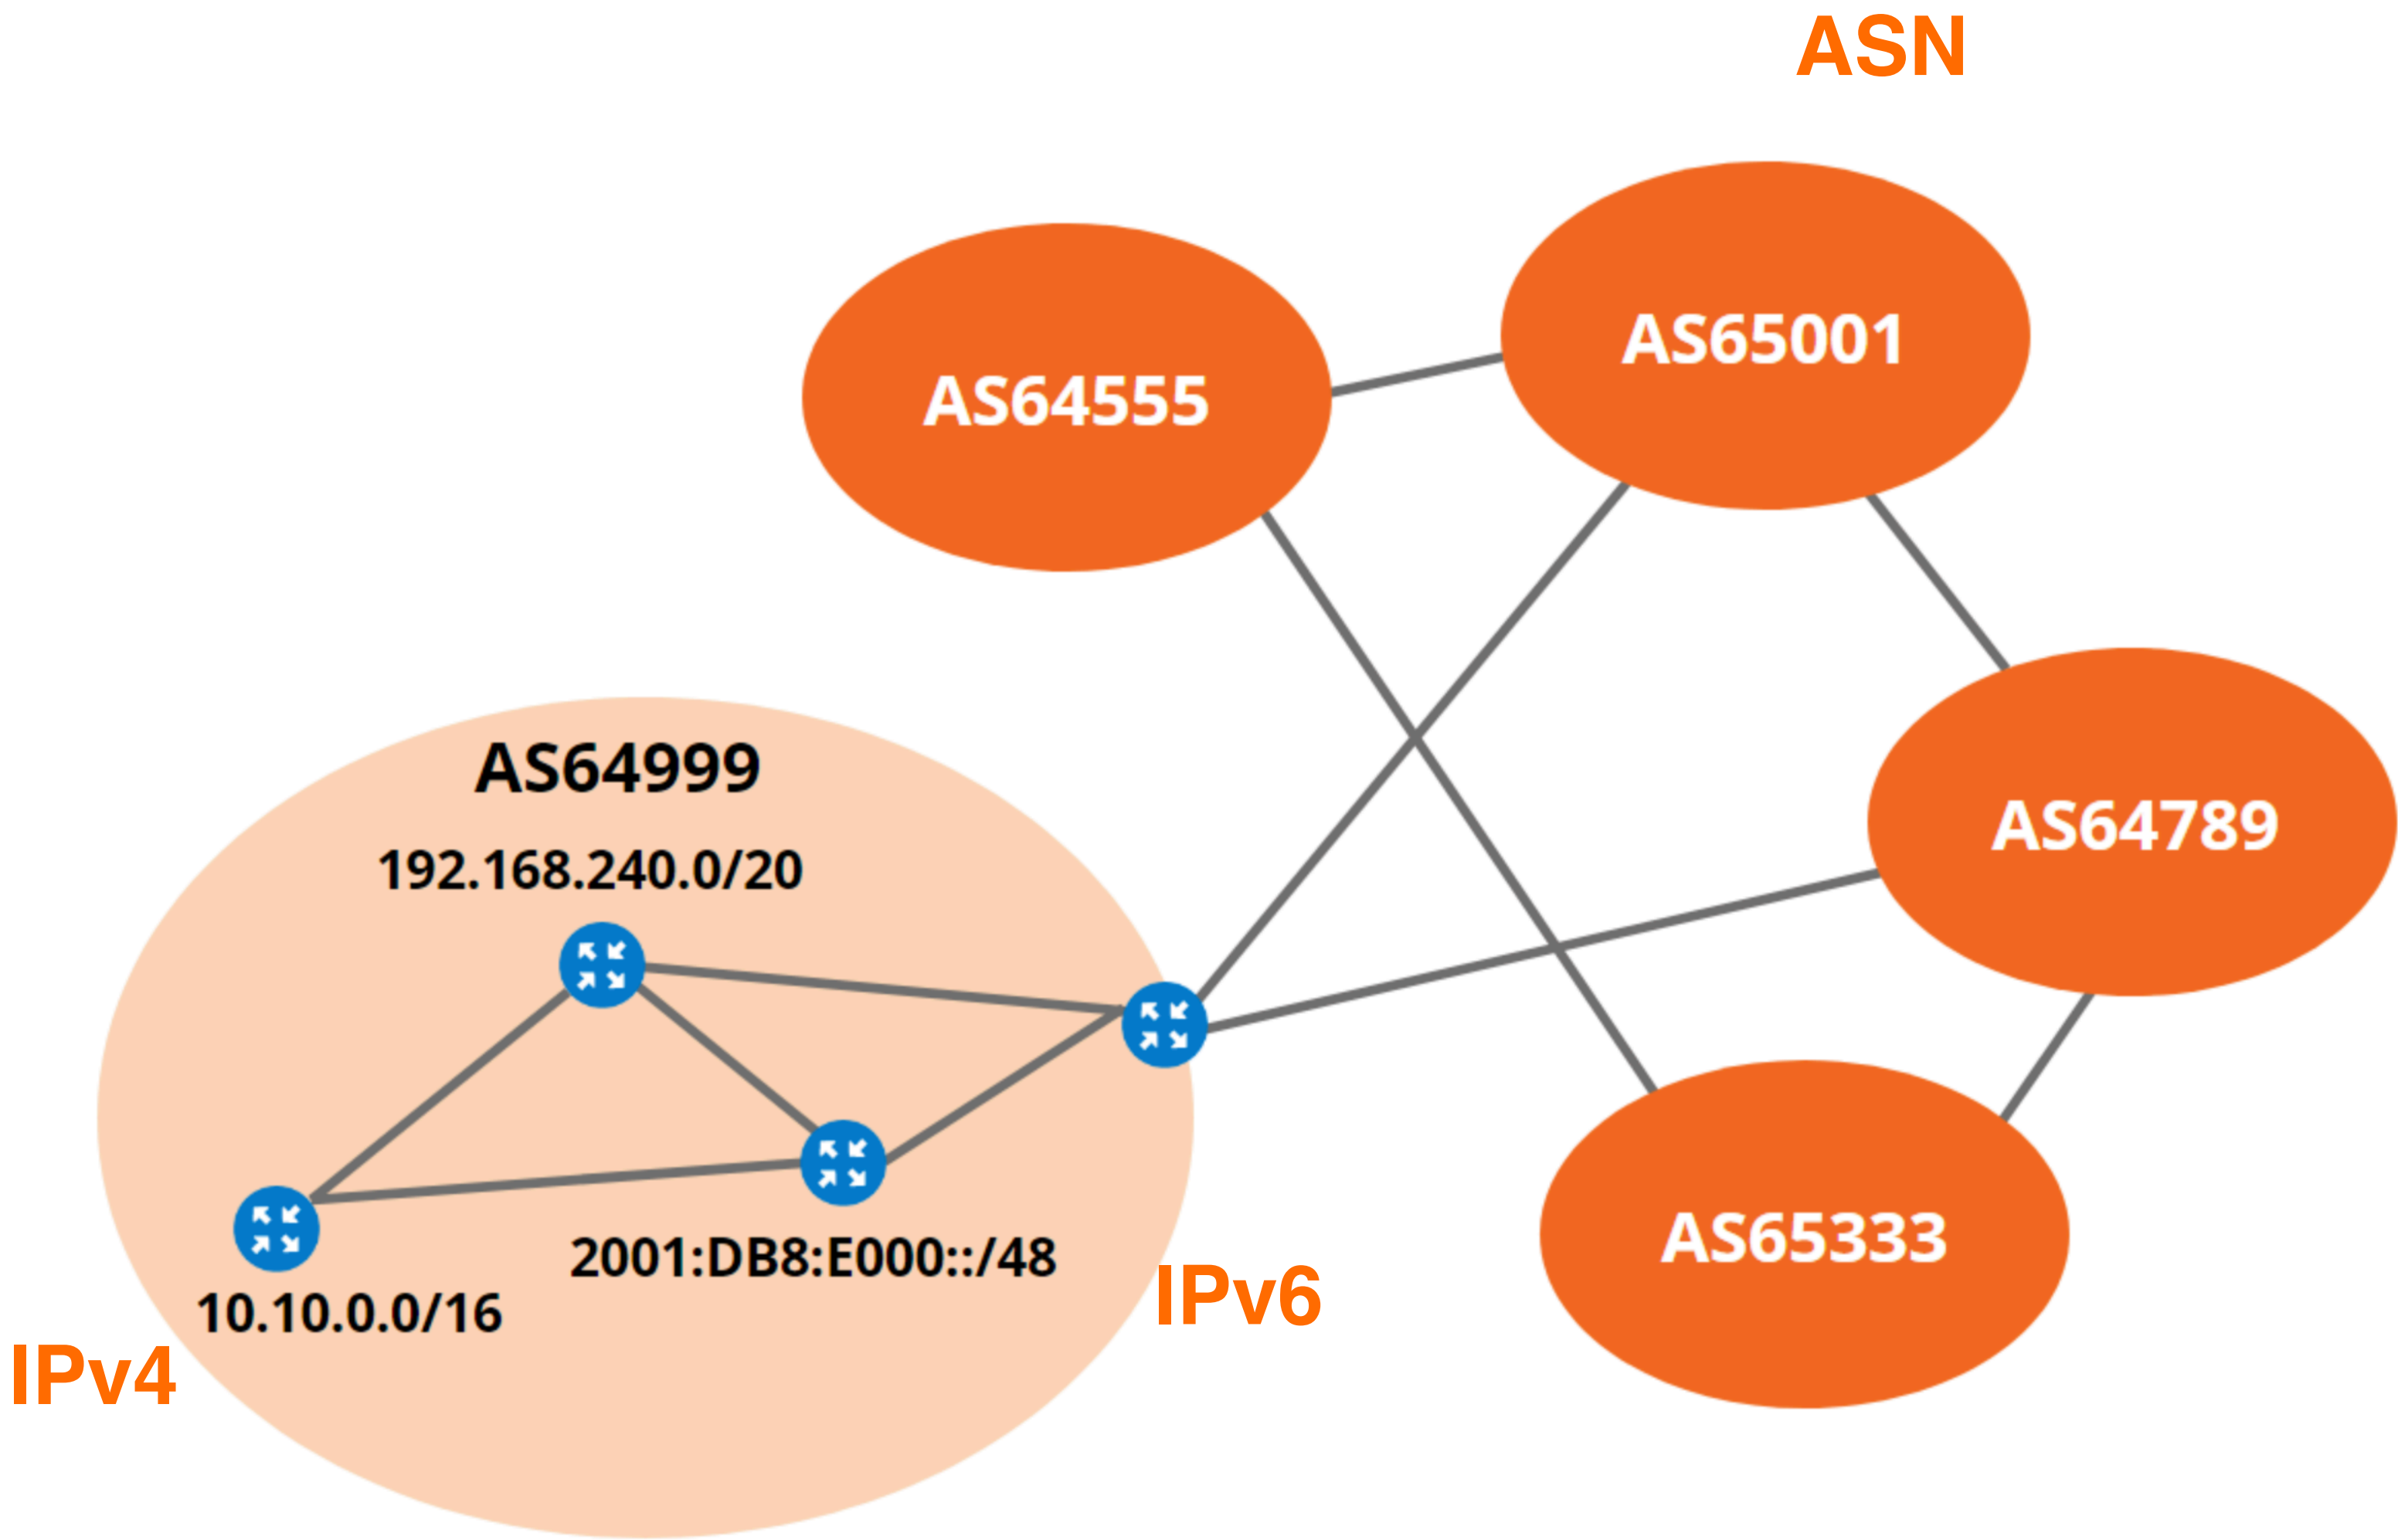 ASN
AS65001
AS64555
AS64999
AS64789
192.168.240.0/20
AS65333
2001:DB8:E000::/48
IPv6
10.10.0.0/16
IPv4